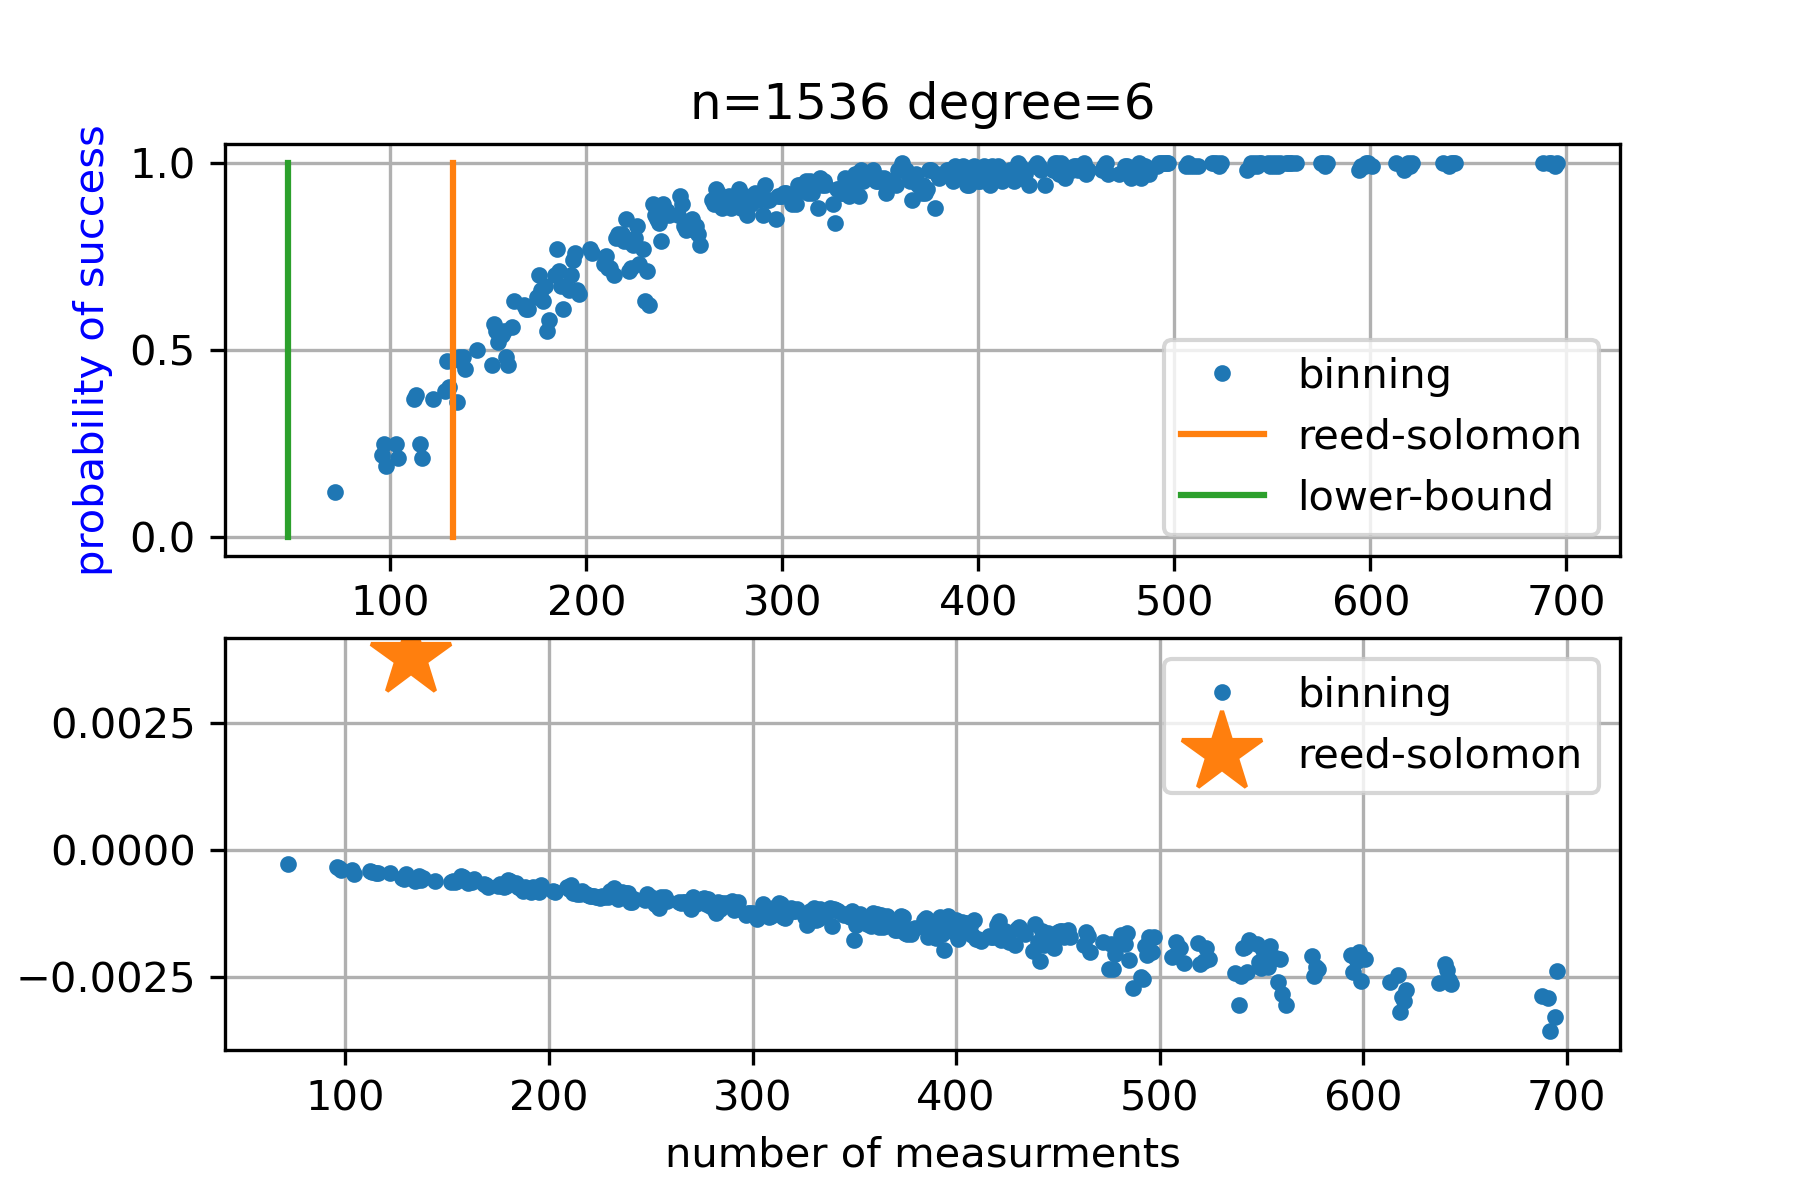 n=1536 degree=6
probability of success
1.0
0.5
0.0
binning
reed-solomon
lower-bound
100 200 300 400 500 600 700
0.0025
0.0000
−0.0025
binning
reed-solomon
100 200 300 400 500 600 700
number of measurments